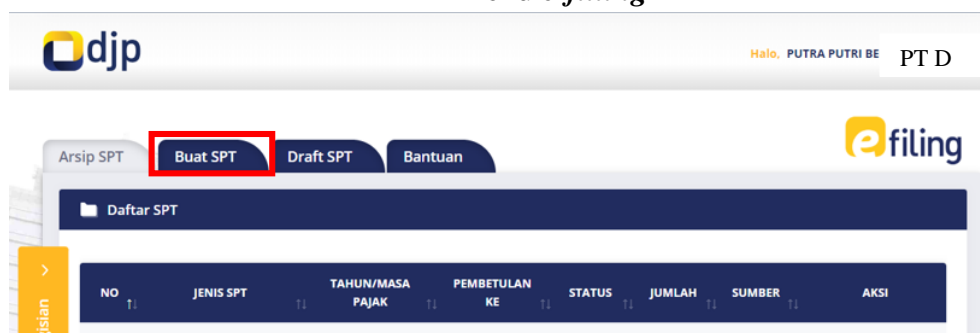 djp
Halo, PUTRA PUTRI BE PT D
efiling
Arsip SPT Buat SPT Draft SPT Bantuan
Daftar SPT
NO JENIS SPT TAHUN/MASA PAJAK PEMBETULAN KE STATUS JUMLAH SUMBER AKSI